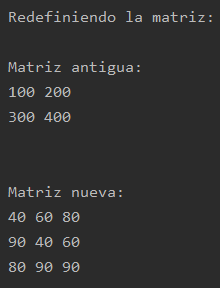 Redefiniendo la matriz:
Matriz antigua:
100 200
300 400
Matriz nueva:
40 60 80
90 40 60
80 90 90